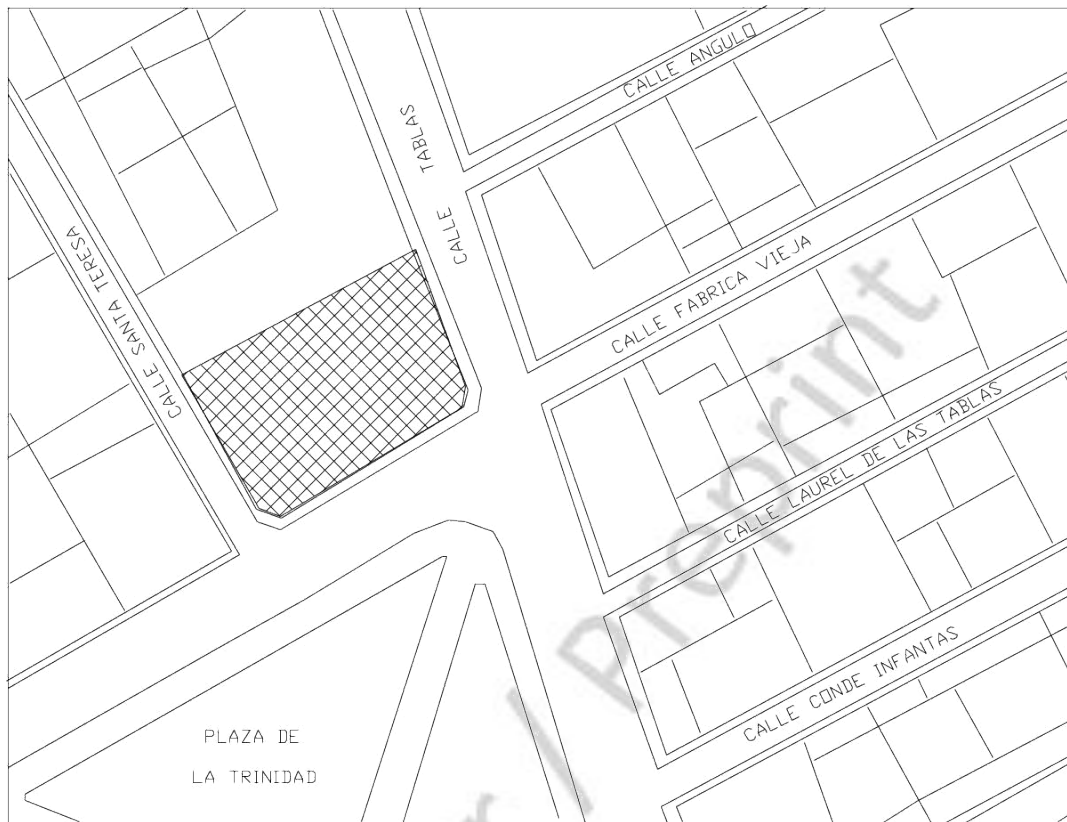 CALLE ANGULO
CALLE TABLAS
CALLE SANTA TERESA
CALLE FABRICA VIEJA
CALLE LAUREL DE LAS TABLAS
CALLE CONDE INFANTAS
PLAZA DE
LA TRINIDAD
r / Preprint